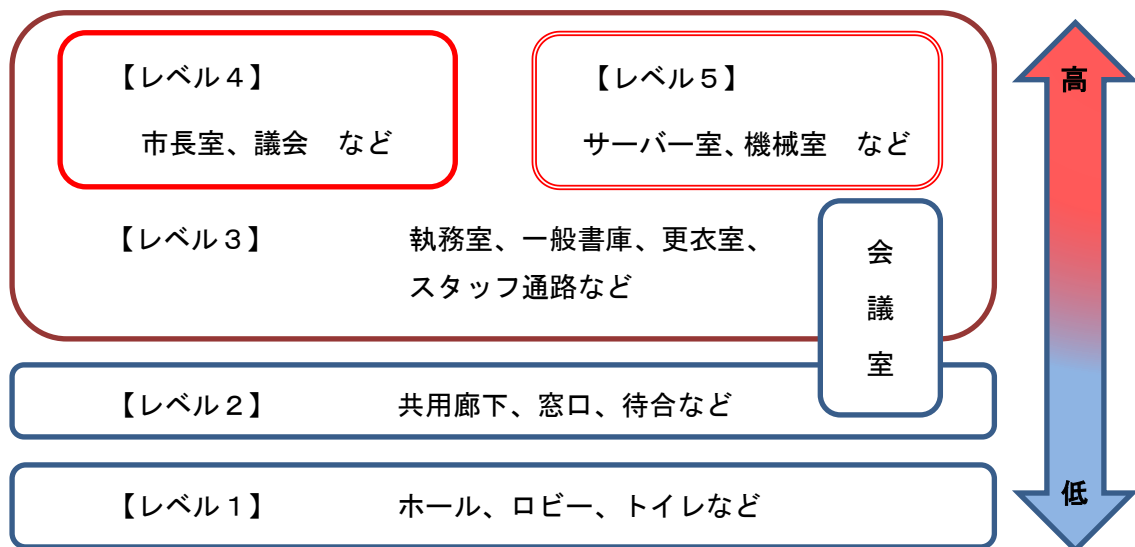 【レベル４】
市長室、議会　など
【レベル５】
サーバー室、機械室　など
【レベル３】
執務室、一般書庫、更衣室、
スタッフ通路など
会議室
【レベル２】
共用廊下、窓口、待合など
【レベル１】
ホール、ロビー、トイレなど
高
低